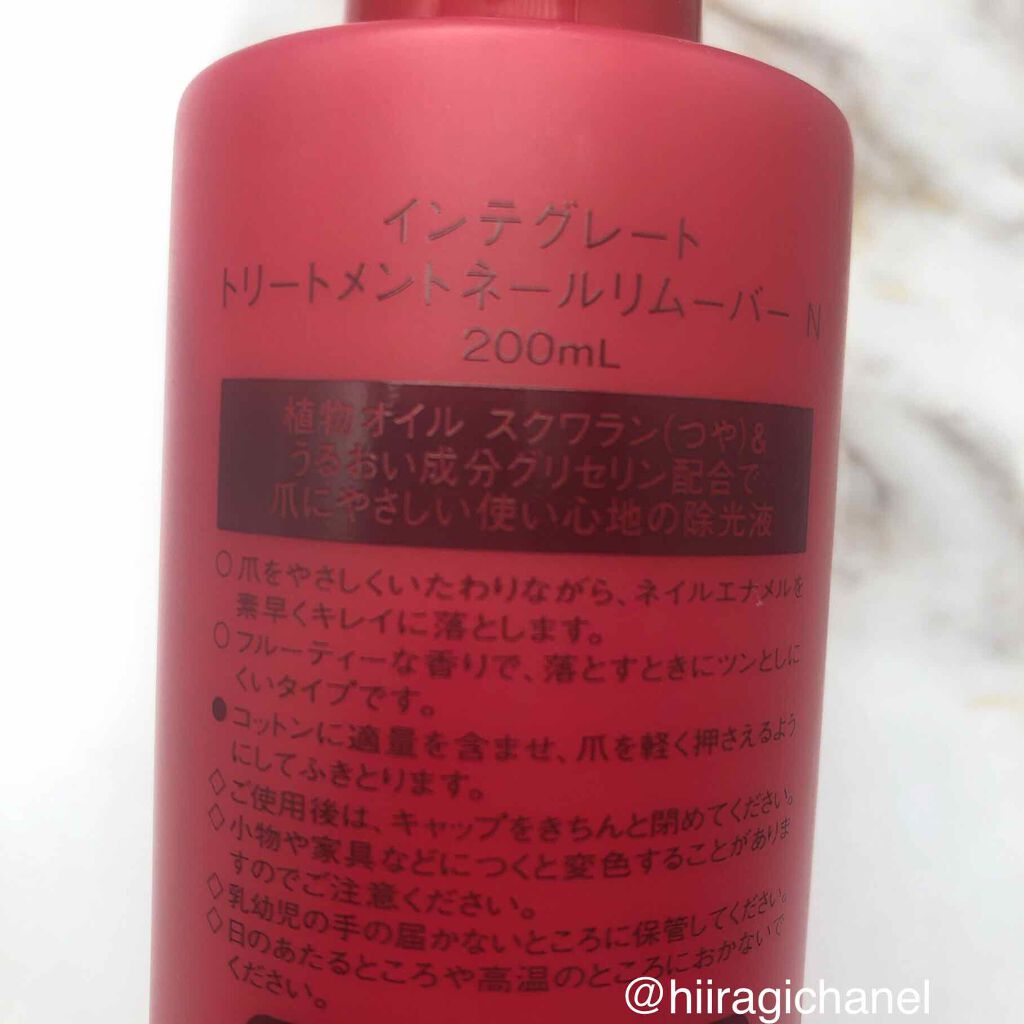 インテグレート
トリートメントネールリムーバー N
200mL
植物オイル スクワラン(つや)&
うるおい成分グリセリン配合で
爪にやさしい使い心地の除光液
○爪をやさしくいたわりながら、ネイルエナメルを
素早くキレイに落とします。
○フルーティーな香りで、落とすときにツンとしに
くいタイプです。
●コットンに適量を含ませ、爪を軽く押さえるよう
にしてふきとります。
◇ご使用後は、キャップをきちんと閉めてください。
◇小物や家具などにつくと変色することがありま
すのでご注意ください。
◇乳幼児の手の届かないところに保管してください。
◇日のあたるところや高温のところにおかないで
ください。
@hiiragichanel